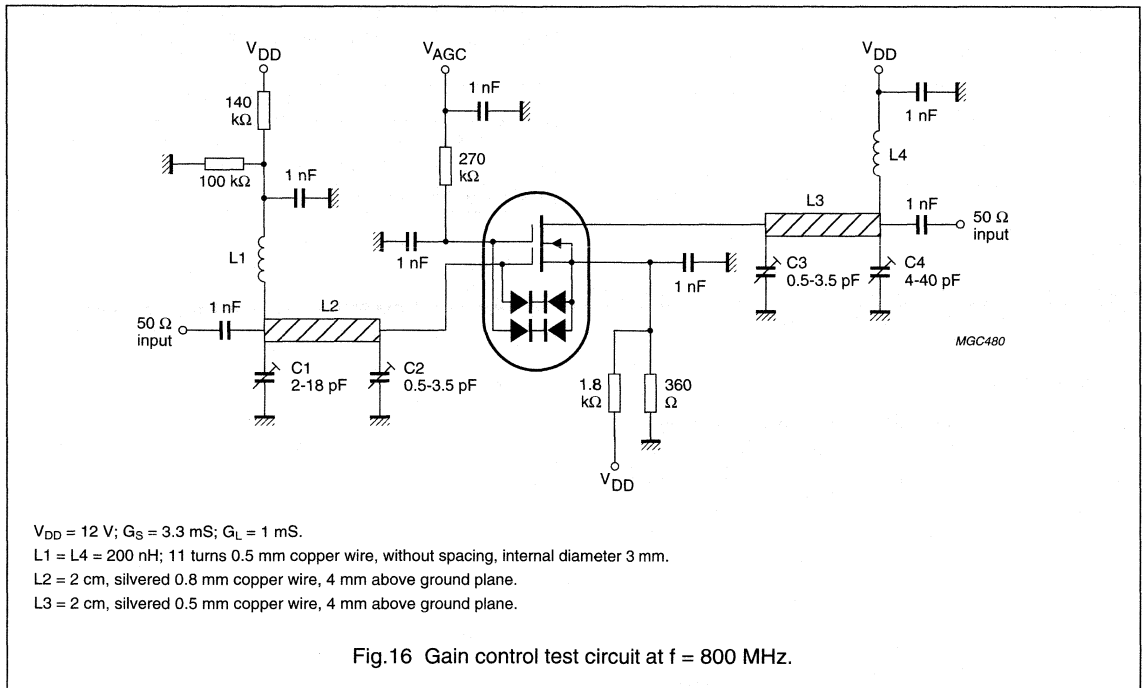 VDD
140 kΩ
100 kΩ
1 nF
L1
1 nF
50 Ω input
L2
C1 2-18 pF
C2 0.5-3.5 pF
VAGC
1 nF
270 kΩ
1 nF
1 nF
1.8 kΩ
360 Ω
VDD
VDD
1 nF
L4
L3
1 nF
50 Ω input
C3 0.5-3.5 pF
C4 4-40 pF
MGC480
VDD = 12 V; GS = 3.3 mS; GL = 1 mS.
L1 = L4 = 200 nH; 11 turns 0.5 mm copper wire, without spacing, internal diameter 3 mm.
L2 = 2 cm, silvered 0.8 mm copper wire, 4 mm above ground plane.
L3 = 2 cm, silvered 0.5 mm copper wire, 4 mm above ground plane.
Fig.16 Gain control test circuit at f = 800 MHz.